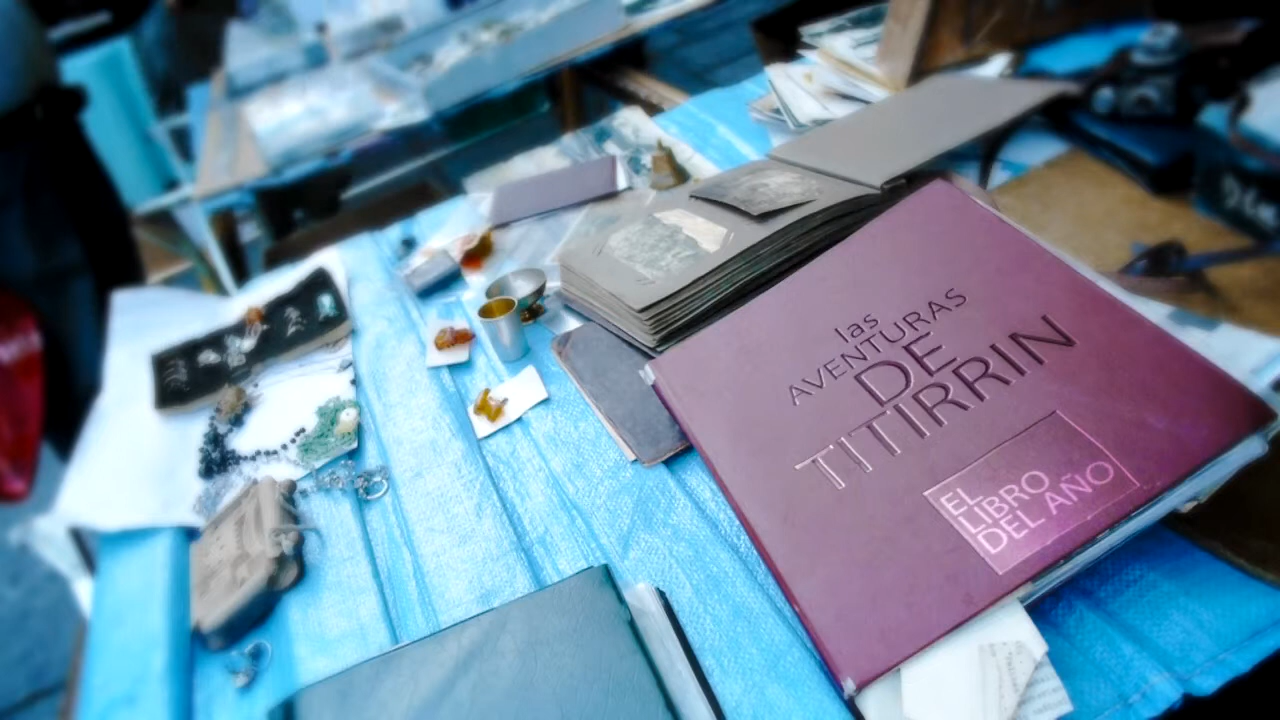 las
AVENTURAS
DE
TITIRRIN
EL
LIBRO
DEL AÑO